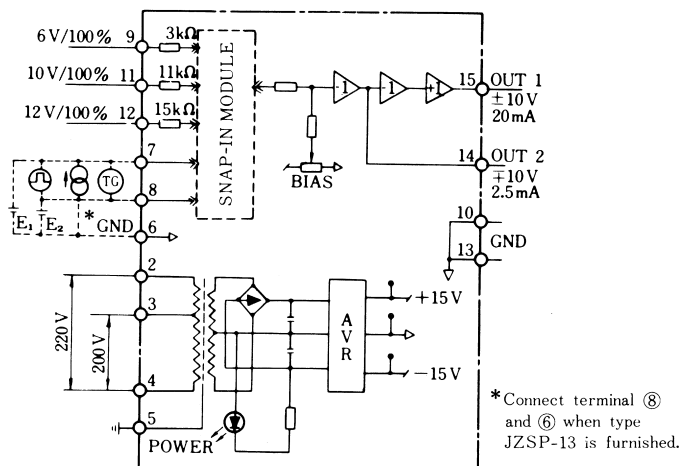 6V/100% 9 3kΩ
10V/100% 11 11kΩ
12V/100% 12 15kΩ
7
8
6
SNAP-IN MODULE
-1 -1 +1
BIAS
15 OUT 1
±10V
20mA
14 OUT 2
∓10V
2.5mA
10
GND
13
TG
E₁ E₂ * GND
2
3
4
5
220V
200V
POWER
AVR
+15V
-15V
*Connect terminal ⑧
and ⑥ when type
JZSP-13 is furnished.